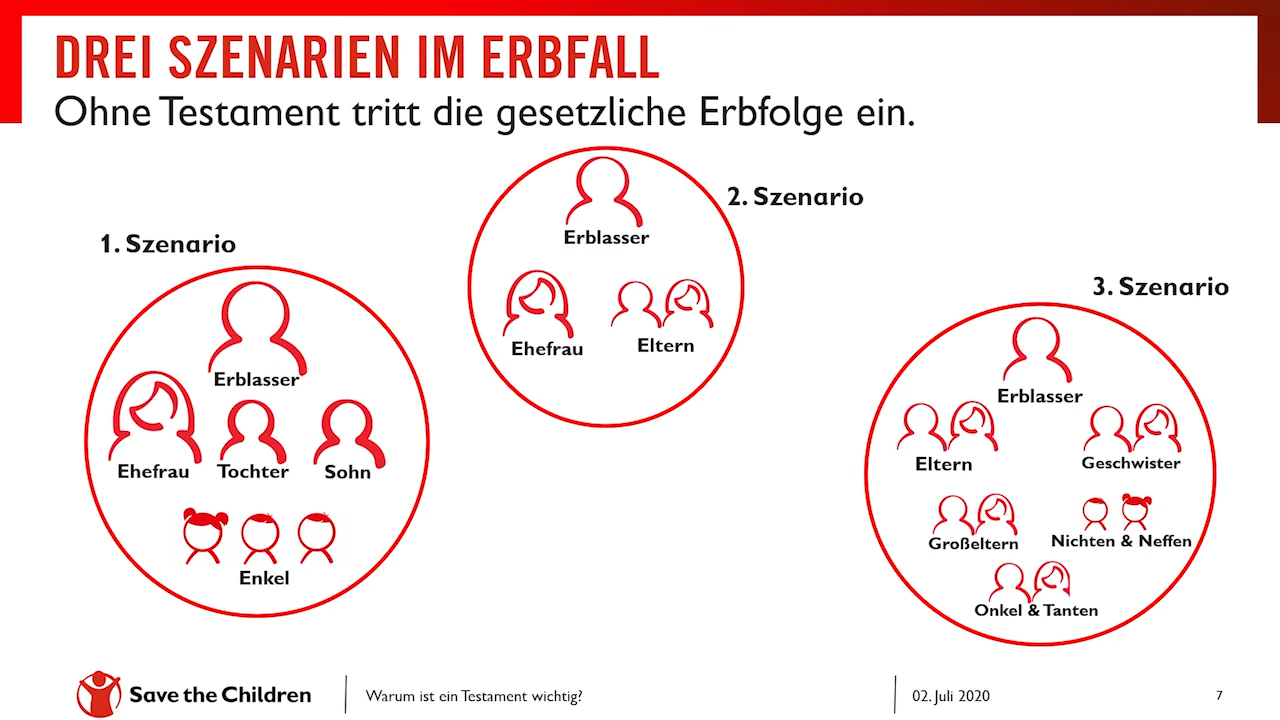 DREI SZENARIEN IM ERBFALL
Ohne Testament tritt die gesetzliche Erbfolge ein.
1. Szenario
Erblasser
Ehefrau Tochter Sohn
Enkel
2. Szenario
Erblasser
Ehefrau Eltern
3. Szenario
Erblasser
Eltern Geschwister
Großeltern Nichten & Neffen
Onkel & Tanten
Save the Children Warum ist ein Testament wichtig? 02. Juli 2020 7